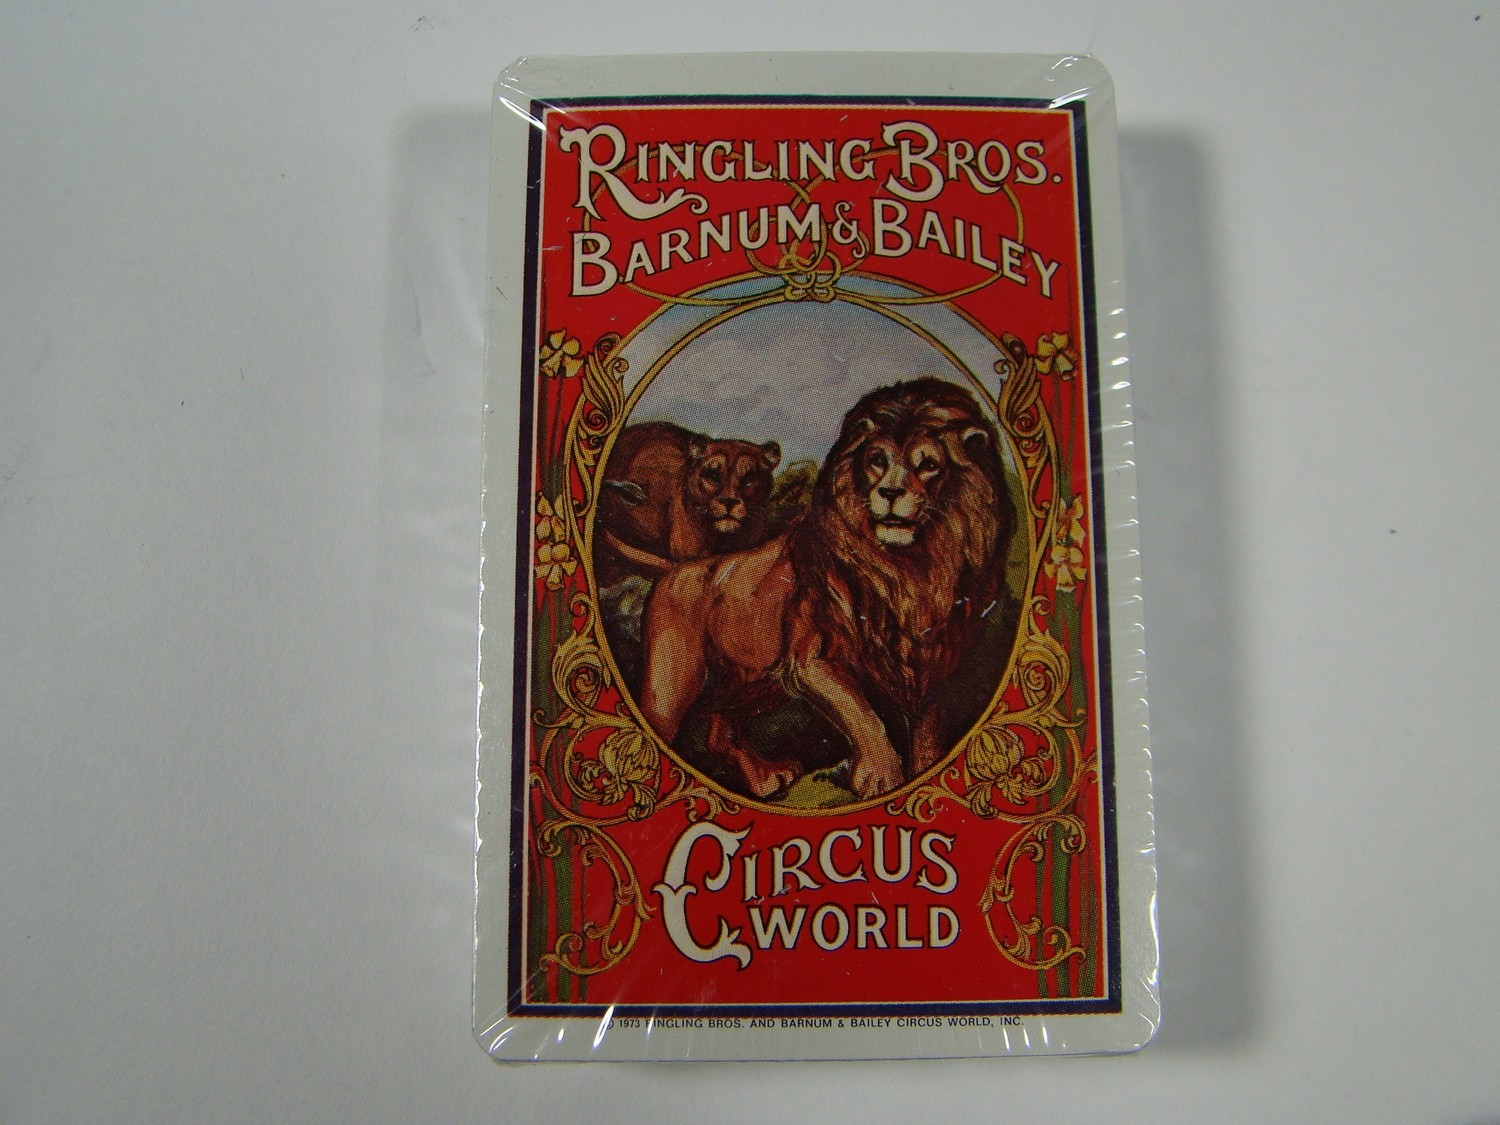 RINGLING BROS.
BARNUM & BAILEY
CIRCUS
WORLD
© 1973 RINGLING BROS. AND BARNUM & BAILEY CIRCUS WORLD, INC.